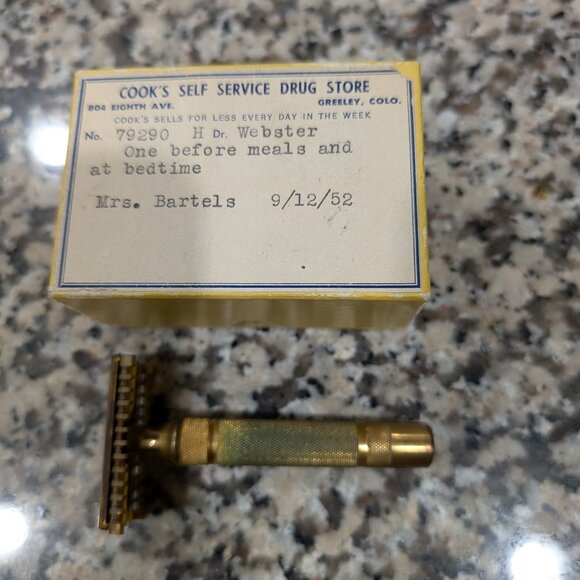 COOK'S SELF SERVICE DRUG STORE
804 EIGHTH AVE. GREELEY, COLO.
COOK'S SELLS FOR LESS EVERY DAY IN THE WEEK
No. 79290 H Dr. Webster
One before meals and
at bedtime
Mrs. Bartels 9/12/52